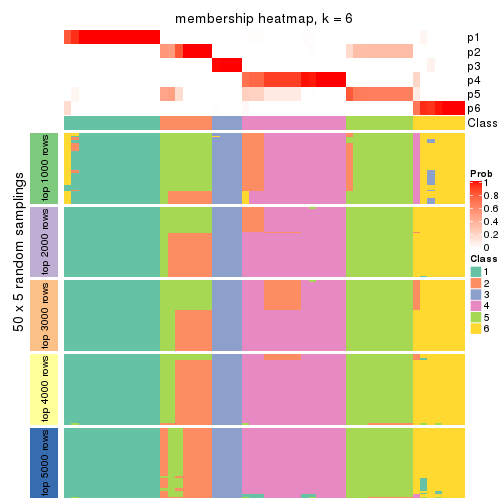 membership heatmap, k = 6
p1
p2
p3
p4
p5
p6
Class
50 x 5 random samplings
top 1000 rows
top 2000 rows
top 3000 rows
top 4000 rows
top 5000 rows
Prob
1
0.8
0.6
0.4
0.2
0
Class
1
2
3
4
5
6